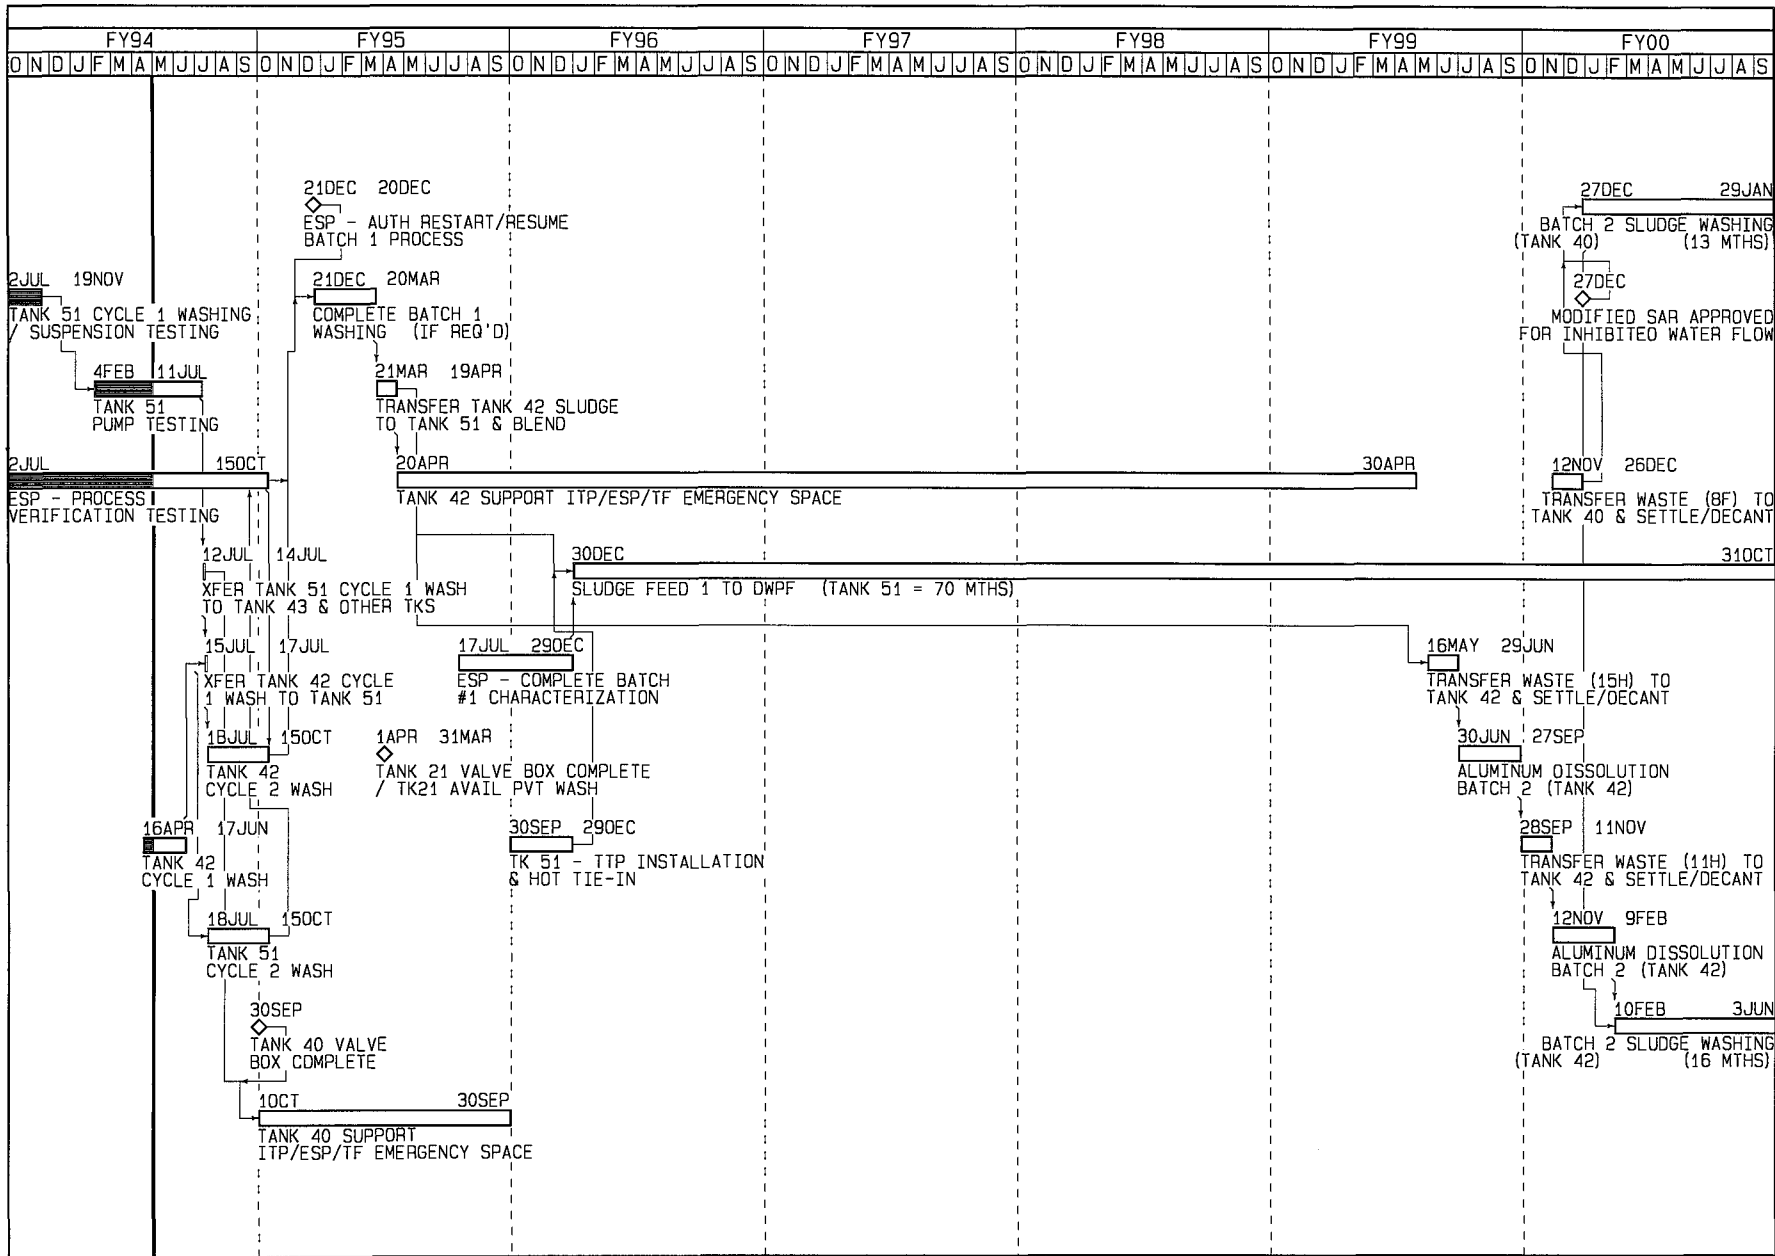 FY94 FY95 FY96 FY97 FY98 FY99 FY00
O N D J F M A M J J A S O N D J F M A M J J A S O N D J F M A M J J A S O N D J F M A M J J A S O N D J F M A M J J A S O N D J F M A M J J A S O N D J F M A M J J A S
21DEC 20DEC
ESP - AUTH RESTART/RESUME
BATCH 1 PROCESS
27DEC 29JAN
BATCH 2 SLUDGE WASHING
(TANK 40) (13 MTHS)
2JUL 19NOV
TANK 51 CYCLE 1 WASHING
/ SUSPENSION TESTING
21DEC 20MAR
COMPLETE BATCH 1
WASHING (IF REQ'D)
27DEC
MODIFIED SAR APPROVED
FOR INHIBITED WATER FLOW
4FEB 11JUL
TANK 51
PUMP TESTING
21MAR 19APR
TRANSFER TANK 42 SLUDGE
TO TANK 51 & BLEND
2JUL 15OCT
ESP - PROCESS
VERIFICATION TESTING
20APR 30APR
TANK 42 SUPPORT ITP/ESP/TF EMERGENCY SPACE
12NOV 26DEC
TRANSFER WASTE (8F) TO
TANK 40 & SETTLE/DECANT
12JUL 14JUL
XFER TANK 51 CYCLE 1 WASH
TO TANK 43 & OTHER TKS
30DEC 31OCT
SLUDGE FEED 1 TO DWPF (TANK 51 = 70 MTHS)
15JUL 17JUL
XFER TANK 42 CYCLE
1 WASH TO TANK 51
17JUL 29DEC
ESP - COMPLETE BATCH
#1 CHARACTERIZATION
16MAY 29JUN
TRANSFER WASTE (15H) TO
TANK 42 & SETTLE/DECANT
18JUL 15OCT
TANK 42
CYCLE 2 WASH
1APR 31MAR
TANK 21 VALVE BOX COMPLETE
/ TK21 AVAIL PVT WASH
30JUN 27SEP
ALUMINUM DISSOLUTION
BATCH 2 (TANK 42)
16APR 17JUN
TANK 42
CYCLE 1 WASH
30SEP 29DEC
TK 51 - TTP INSTALLATION
& HOT TIE-IN
28SEP 11NOV
TRANSFER WASTE (11H) TO
TANK 42 & SETTLE/DECANT
18JUL 15OCT
TANK 51
CYCLE 2 WASH
12NOV 9FEB
ALUMINUM DISSOLUTION
BATCH 2 (TANK 42)
30SEP
TANK 40 VALVE
BOX COMPLETE
10FEB 3JUN
BATCH 2 SLUDGE WASHING
(TANK 42) (16 MTHS)
1OCT 30SEP
TANK 40 SUPPORT
ITP/ESP/TF EMERGENCY SPACE